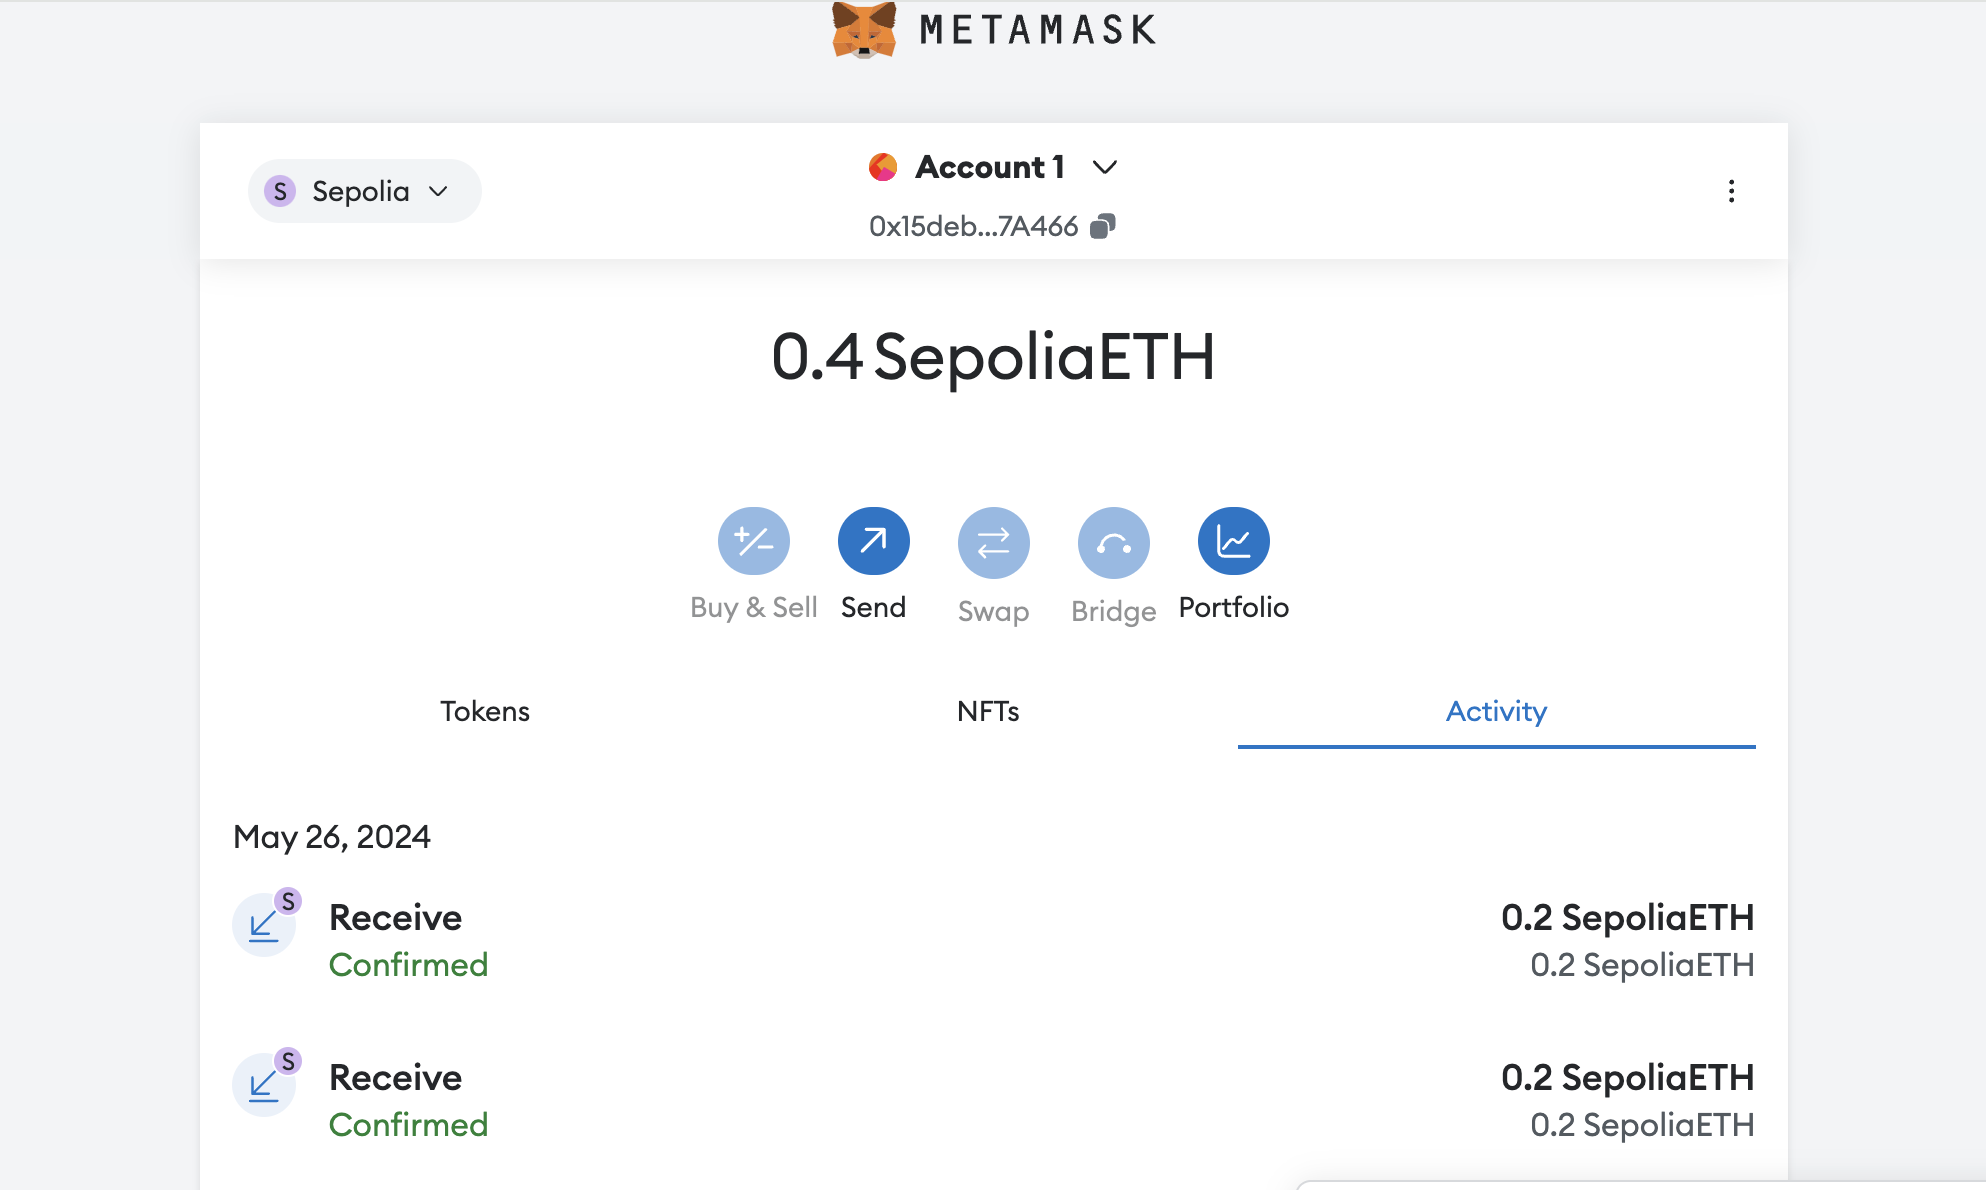 METAMASK
S Sepolia
Account 1
0x15deb...7A466
0.4 SepoliaETH
Buy & Sell Send Swap Bridge Portfolio
Tokens NFTs Activity
May 26, 2024
S
Receive 0.2 SepoliaETH
Confirmed 0.2 SepoliaETH
S
Receive 0.2 SepoliaETH
Confirmed 0.2 SepoliaETH